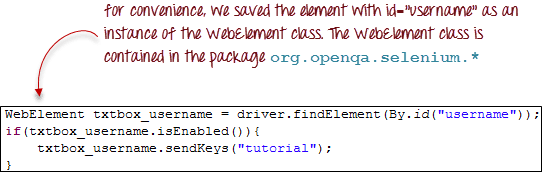 for convenience, we saved the element with id="username" as an
instance of the WebElement class. The WebElement class is
contained in the package org.openqa.selenium.*
WebElement txtbox_username = driver.findElement(By.id("username"));
if(txtbox_username.isEnabled()){
    txtbox_username.sendKeys("tutorial");
}